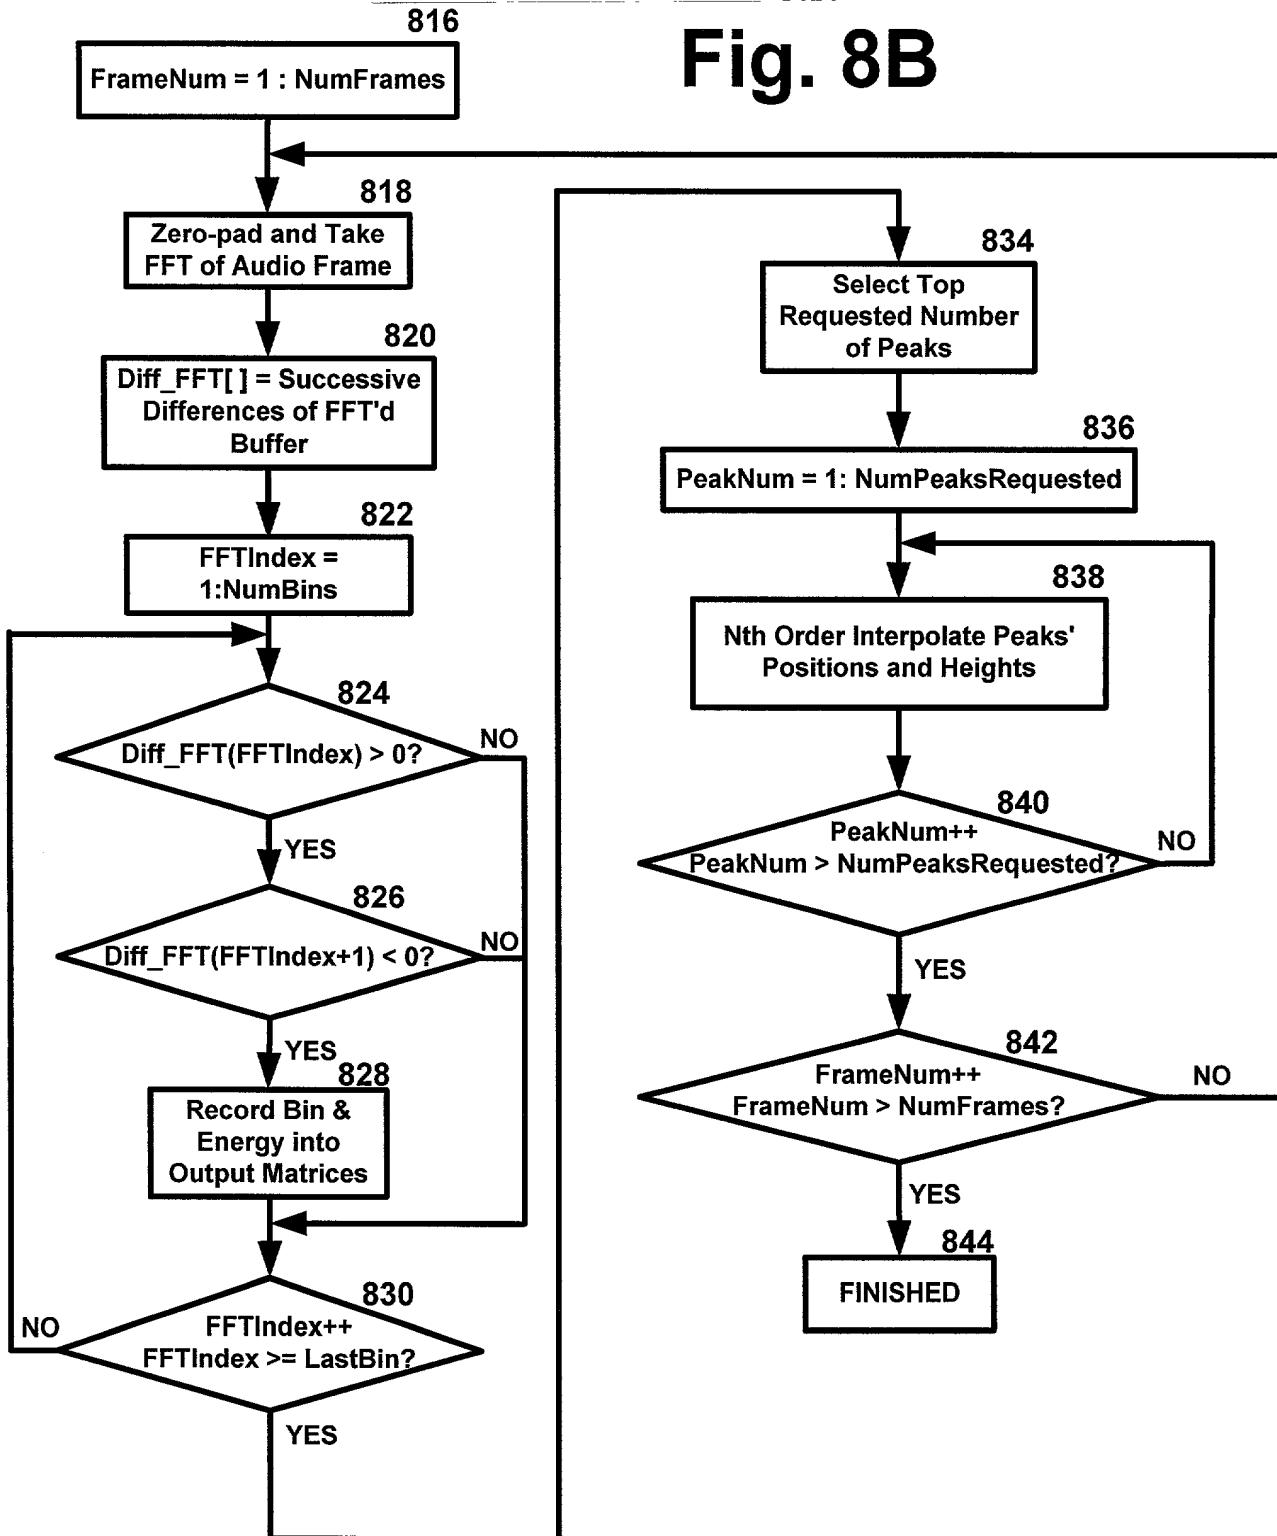 Fig. 8B
816
FrameNum = 1 : NumFrames
818
Zero-pad and Take
FFT of Audio Frame
820
Diff_FFT[ ] = Successive
Differences of FFT'd
Buffer
822
FFTIndex =
1:NumBins
824
Diff_FFT(FFTIndex) > 0?
NO
YES
826
Diff_FFT(FFTIndex+1) < 0?
NO
YES
828
Record Bin &
Energy into
Output Matrices
830
FFTIndex++
FFTIndex >= LastBin?
NO
YES
834
Select Top
Requested Number
of Peaks
836
PeakNum = 1: NumPeaksRequested
838
Nth Order Interpolate Peaks'
Positions and Heights
840
PeakNum++
PeakNum > NumPeaksRequested?
NO
YES
842
FrameNum++
FrameNum > NumFrames?
NO
YES
844
FINISHED